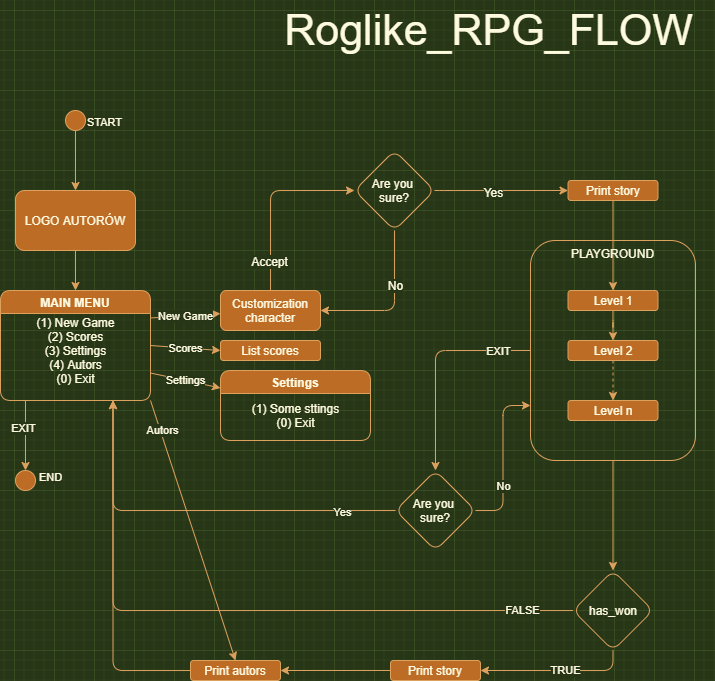 Roglike_RPG_FLOW
START
LOGO AUTORÓW
Are you
sure?
Yes
Print story
Accept
No
PLAYGROUND
MAIN MENU
(1) New Game
(2) Scores
(3) Settings
(4) Autors
(0) Exit
New Game
Customization
character
Level 1
Scores
List scores
EXIT
Level 2
Settings
Settings
(1) Some sttings
(0) Exit
Level n
EXIT
Autors
END
Are you
sure?
No
Yes
FALSE
has_won
Print autors
Print story
TRUE